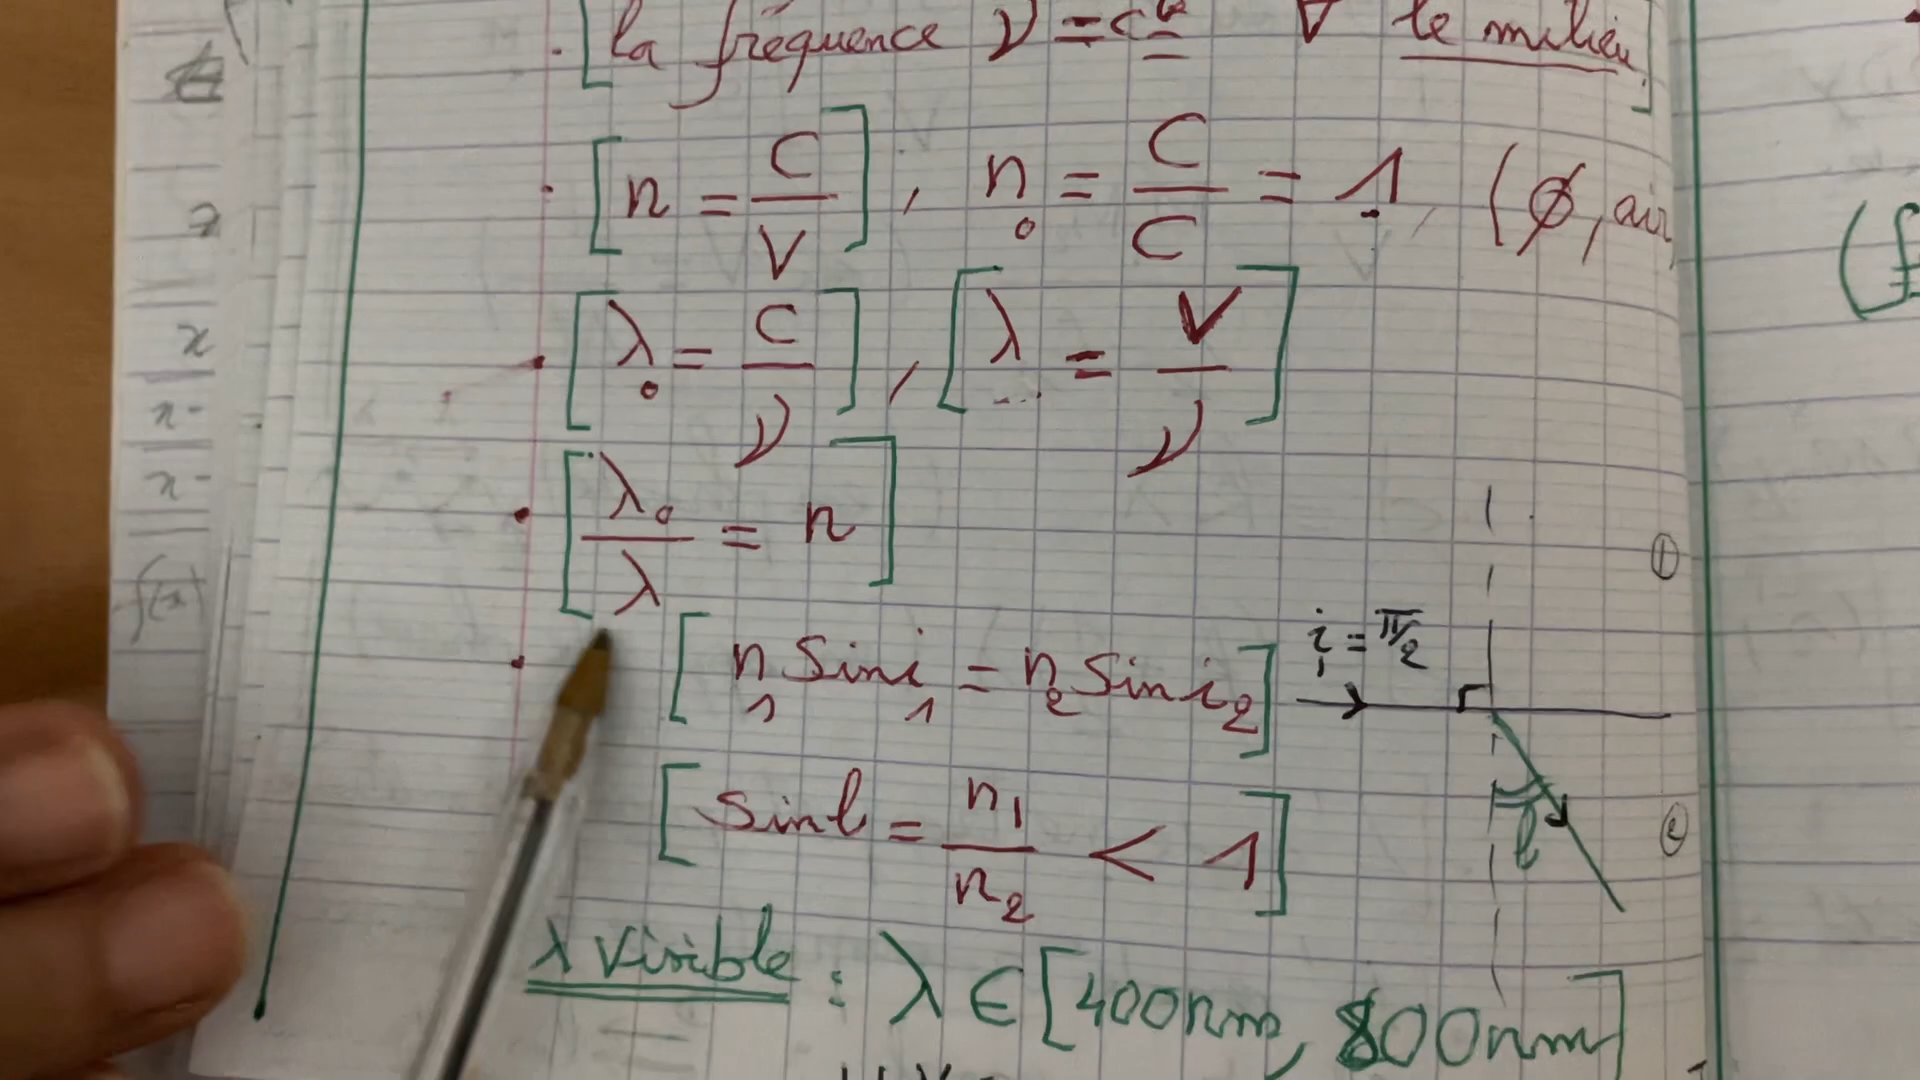 . [la fréquence ν = cte ∀ le milieu.]
. [n = C/V] , n₀ = C/C = 1, (∅, air
. [λ₀ = C/ν] , [λ = V/ν]
. [λ₀/λ = n]
. [n₁ sin i₁ = n₂ sin i₂] i₁ = π/2
[sin l = n₁/n₂ < 1]
① ② l
λ visible : λ ∈ [400nm, 800nm]
x
x-
x-
f(x)